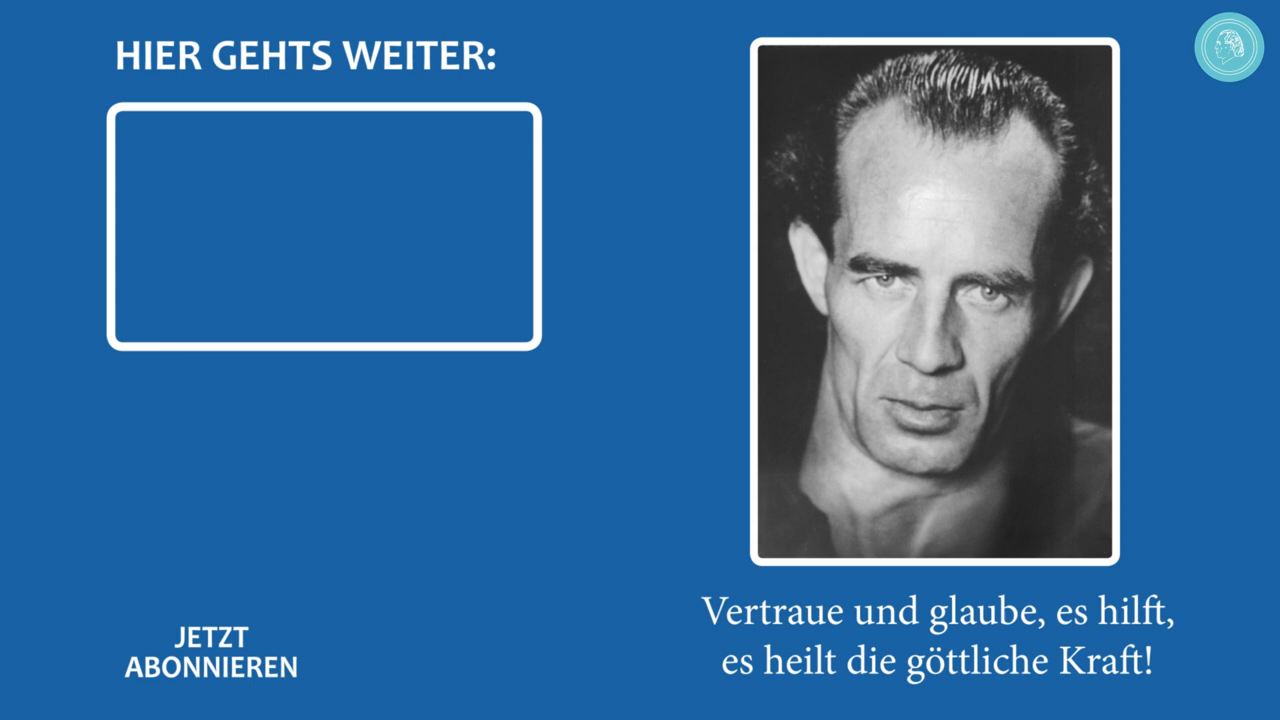 HIER GEHTS WEITER:
JETZT
ABONNIEREN
Vertraue und glaube, es hilft,
es heilt die göttliche Kraft!